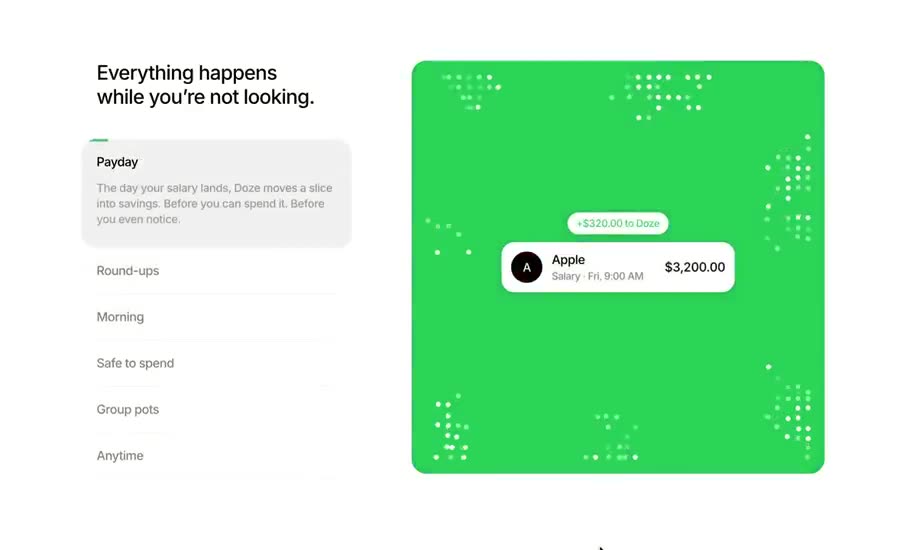 Everything happens
while you’re not looking.
Payday
The day your salary lands, Doze moves a slice
into savings. Before you can spend it. Before
you even notice.
Round-ups
Morning
Safe to spend
Group pots
Anytime
+$320.00 to Doze
A
Apple
Salary · Fri, 9:00 AM
$3,200.00